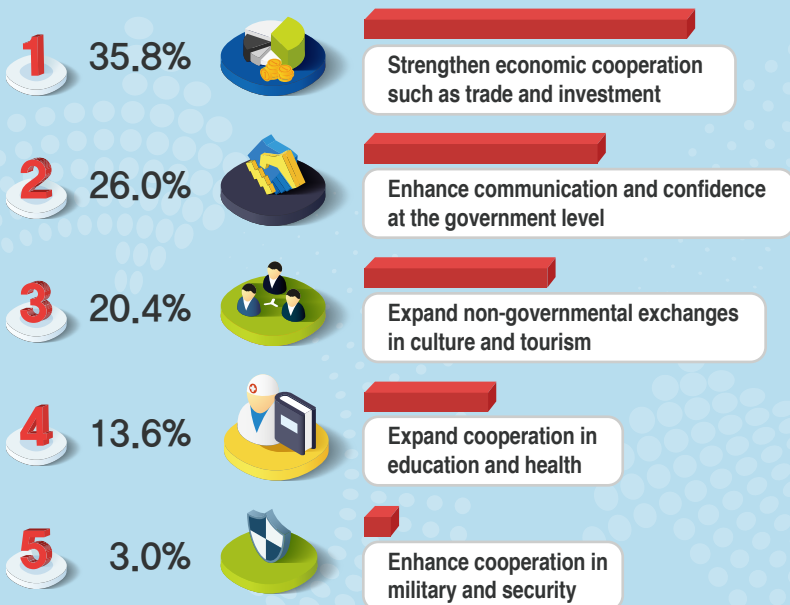 1 35.8%
Strengthen economic cooperation
such as trade and investment
2 26.0%
Enhance communication and confidence
at the government level
3 20.4%
Expand non-governmental exchanges
in culture and tourism
4 13.6%
Expand cooperation in
education and health
5 3.0%
Enhance cooperation in
military and security